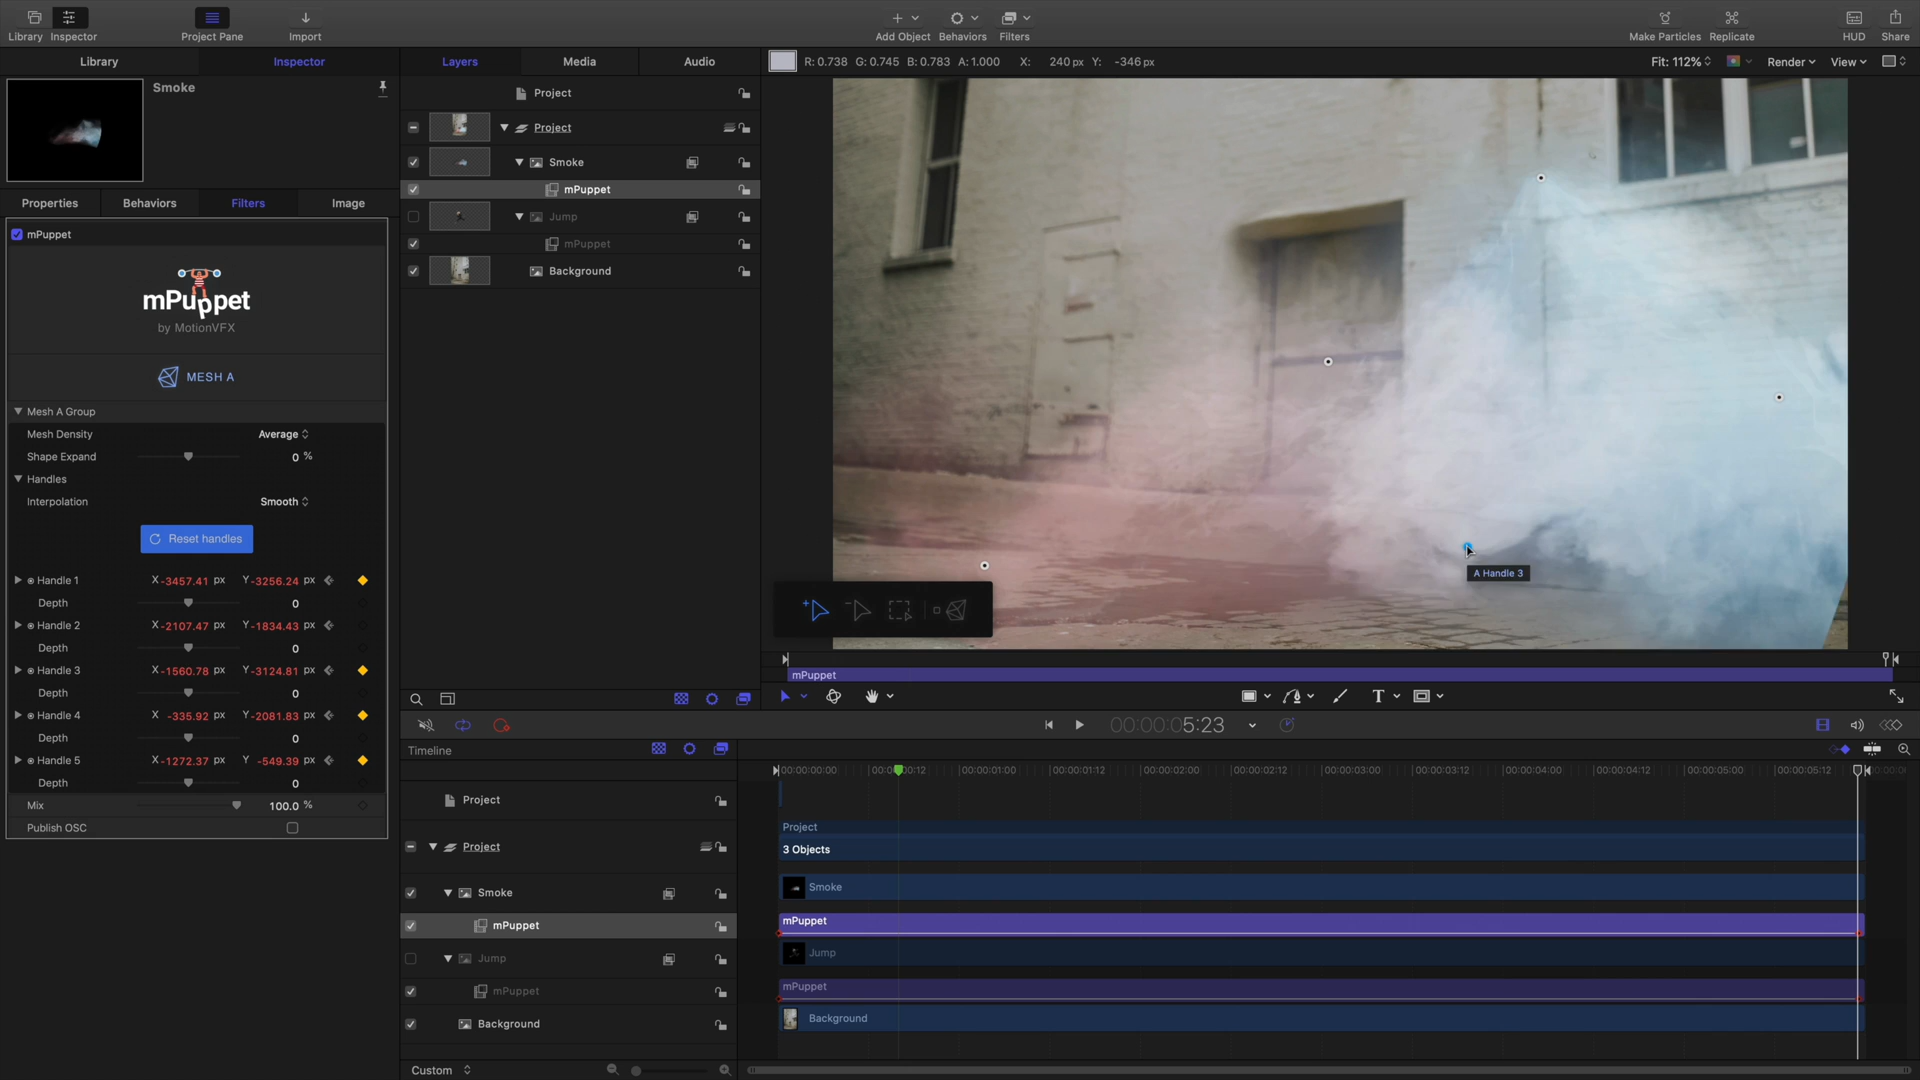 Library Inspector Project Pane Import Add Object Behaviors Filters Make Particles Replicate HUD Share
Library Inspector Layers Media Audio R: 0.738 G: 0.745 B: 0.783 A: 1.000 X: 240 px Y: -346 px Fit: 112% Render View
Smoke
Properties Behaviors Filters Image
mPuppet
mPuppet
by MotionVFX
MESH A
Mesh A Group
Mesh Density Average
Shape Expand 0 %
Handles
Interpolation Smooth
Reset handles
Handle 1 X -3457.41 px Y -3256.24 px
Depth 0
Handle 2 X -2107.47 px Y -1834.43 px
Depth 0
Handle 3 X -1560.78 px Y -3124.81 px
Depth 0
Handle 4 X -335.92 px Y -2081.83 px
Depth 0
Handle 5 X -1272.37 px Y -549.39 px
Depth 0
Mix 100.0 %
Publish OSC
Project
Project
Smoke
mPuppet
Jump
mPuppet
Background
A Handle 3
mPuppet
T
00:00:00:05:23
Timeline
00:00:00:00 00:00:00:12 00:00:01:00 00:00:01:12 00:00:02:00 00:00:02:12 00:00:03:00 00:00:03:12 00:00:04:00 00:00:04:12 00:00:05:00 00:00:05:12
Project
Project
Smoke
mPuppet
Jump
mPuppet
Background
Project
3 Objects
Smoke
mPuppet
Jump
mPuppet
Background
Custom